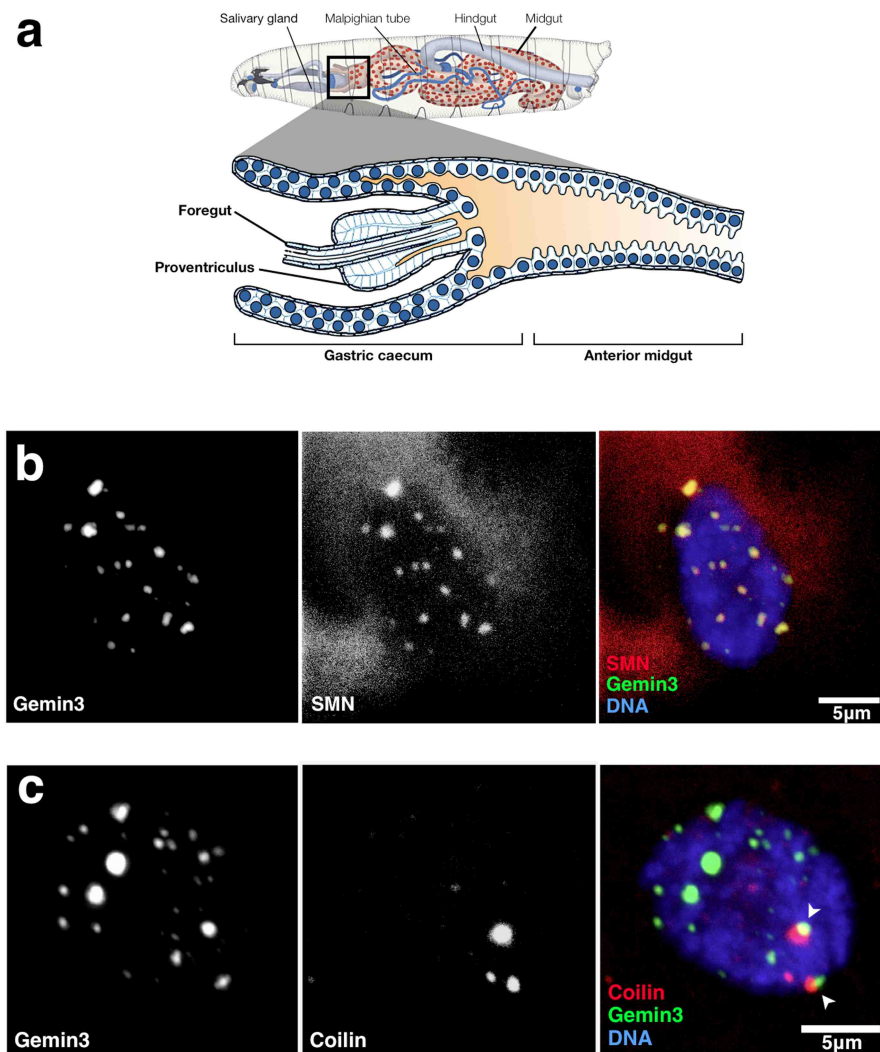 a
Salivary gland
Malpighian tube
Hindgut
Midgut
Foregut
Proventriculus
Gastric caecum
Anterior midgut
b
Gemin3
SMN
SMN
Gemin3
DNA
5µm
c
Gemin3
Coilin
Coilin
Gemin3
DNA
5µm